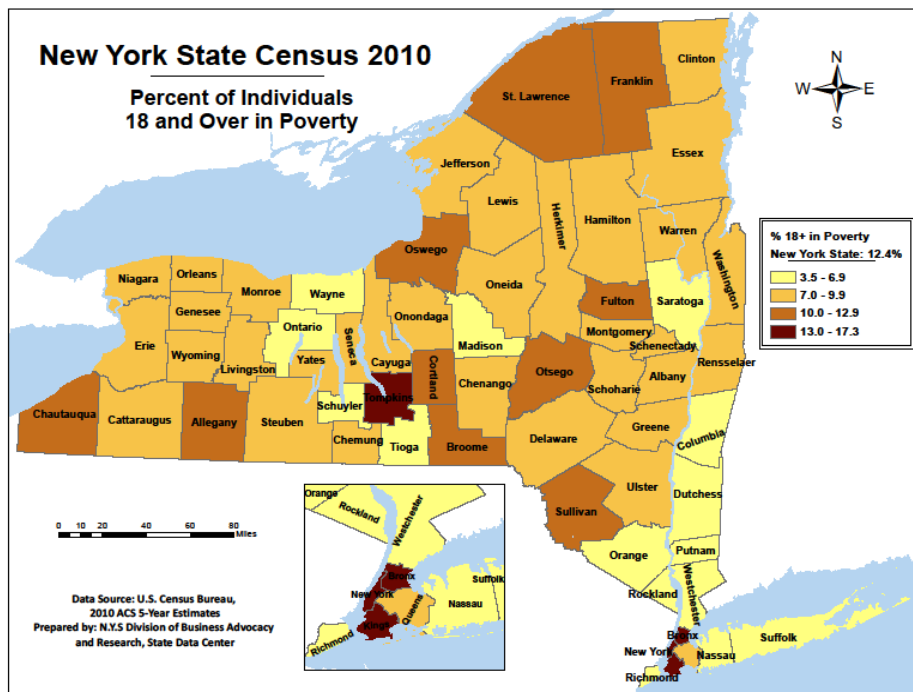 New York State Census 2010
Percent of Individuals
18 and Over in Poverty
N
W E
S
Clinton
Franklin
St. Lawrence
Essex
Jefferson
Lewis
Herkimer
Hamilton
Warren
Washington
Oswego
Oneida
Fulton
Saratoga
Niagara
Orleans
Monroe
Wayne
Genesee
Onondaga
Madison
Montgomery
Schenectady
Rensselaer
Ontario
Seneca
Erie
Wyoming
Livingston
Yates
Cayuga
Cortland
Chenango
Otsego
Schoharie
Albany
Chautauqua
Cattaraugus
Allegany
Steuben
Schuyler
Tompkins
Chemung
Tioga
Broome
Delaware
Greene
Columbia
Ulster
Dutchess
Sullivan
Orange
Putnam
Rockland
Westchester
Bronx
New York
Nassau
Suffolk
Richmond
% 18+ in Poverty
New York State: 12.4%
3.5 - 6.9
7.0 - 9.9
10.0 - 12.9
13.0 - 17.3
Orange
Rockland
Westchester
Bronx
New York
Queens
Kings
Richmond
Nassau
Suffolk
0 10 20 40 60 80
Miles
Data Source: U.S. Census Bureau,
2010 ACS 5-Year Estimates
Prepared by: N.Y.S Division of Business Advocacy
and Research, State Data Center